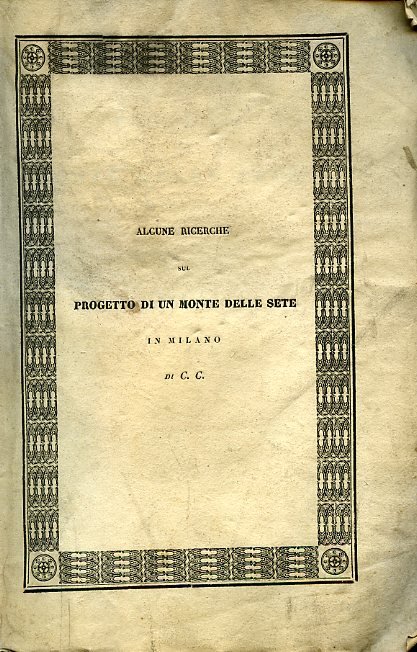 ALCUNE RICERCHE
SUL
PROGETTO DI UN MONTE DELLE SETE
IN MILANO
DI C. C.